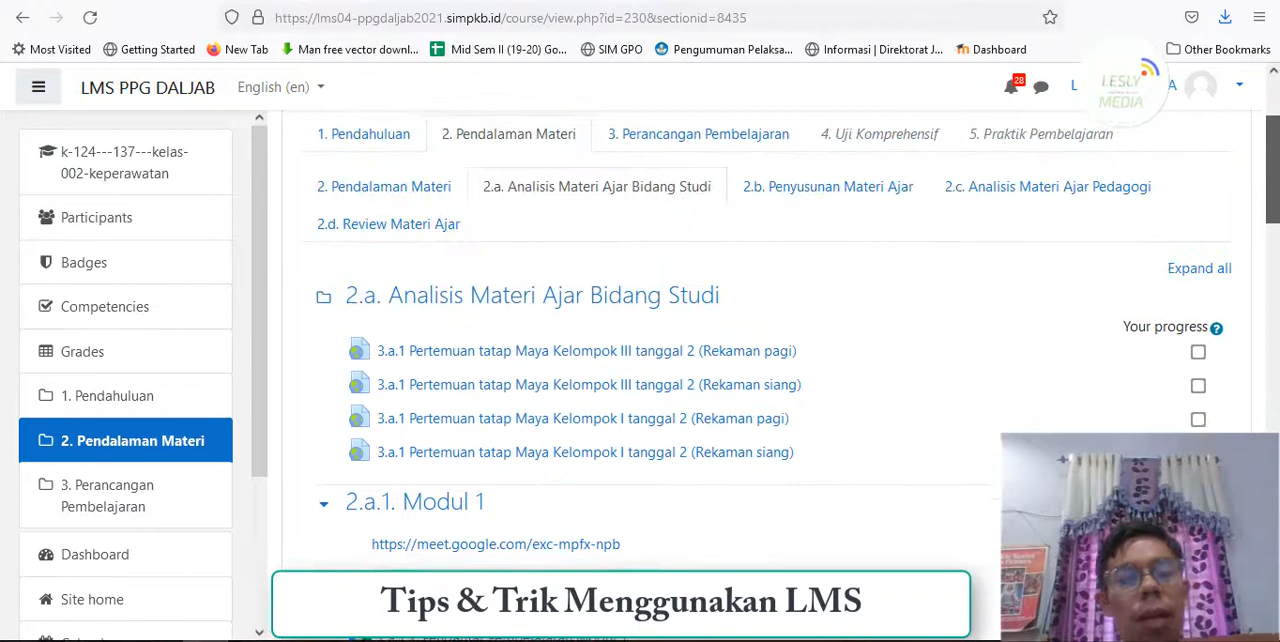 https://lms04-ppgdaljab2021.simpkb.id/course/view.php?id=230&sectionid=8435
Most Visited
Getting Started
New Tab
Man free vector downl...
Mid Sem II (19-20) Go...
SIM GPO
Pengumuman Pelaksa...
Informasi | Direktorat J...
Dashboard
Other Bookmarks
LMS PPG DALJAB
English (en)
28
L
A
LESLY
MEDIA
k-124---137---kelas-
002-keperawatan
Participants
Badges
Competencies
Grades
1. Pendahuluan
2. Pendalaman Materi
3. Perancangan
Pembelajaran
Dashboard
Site home
1. Pendahuluan
2. Pendalaman Materi
3. Perancangan Pembelajaran
4. Uji Komprehensif
5. Praktik Pembelajaran
2. Pendalaman Materi
2.a. Analisis Materi Ajar Bidang Studi
2.b. Penyusunan Materi Ajar
2.c. Analisis Materi Ajar Pedagogi
2.d. Review Materi Ajar
Expand all
2.a. Analisis Materi Ajar Bidang Studi
Your progress
3.a.1 Pertemuan tatap Maya Kelompok III tanggal 2 (Rekaman pagi)
3.a.1 Pertemuan tatap Maya Kelompok III tanggal 2 (Rekaman siang)
3.a.1 Pertemuan tatap Maya Kelompok I tanggal 2 (Rekaman pagi)
3.a.1 Pertemuan tatap Maya Kelompok I tanggal 2 (Rekaman siang)
2.a.1. Modul 1
https://meet.google.com/exc-mpfx-npb
Tips & Trik Menggunakan LMS